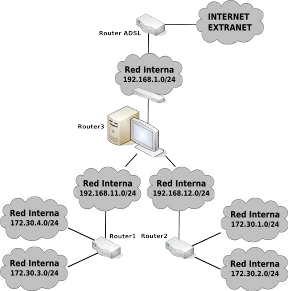 INTERNET
EXTRANET
Router ADSL
Red Interna
192.168.1.0/24
Router3
Red Interna
192.168.11.0/24
Red Interna
192.168.12.0/24
Red Interna
172.30.4.0/24
Router1
Router2
Red Interna
172.30.1.0/24
Red Interna
172.30.3.0/24
Red Interna
172.30.2.0/24